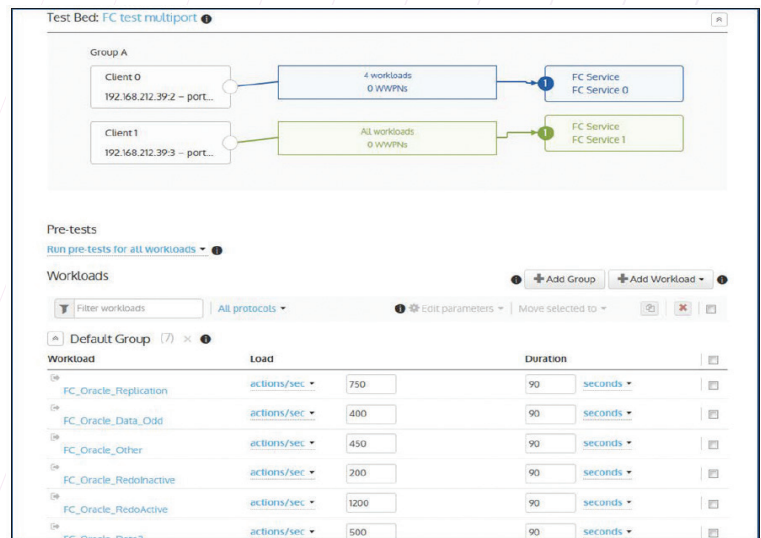 Test Bed: FC test multiport
Group A
Client 0
192.168.212.39:2 – port...
4 workloads
0 WWPNs
1
FC Service
FC Service 0
Client 1
192.168.212.39:3 – port...
All workloads
0 WWPNs
1
FC Service
FC Service 1
Pre-tests
Run pre-tests for all workloads
Workloads
Add Group
Add Workload
Filter workloads
All protocols
Edit parameters
Move selected to
Default Group (7)
Workload Load Duration
FC_Oracle_Replication actions/sec 750 90 seconds
FC_Oracle_Data_Odd actions/sec 400 90 seconds
FC_Oracle_Other actions/sec 450 90 seconds
FC_Oracle_RedoInactive actions/sec 200 90 seconds
FC_Oracle_RedoActive actions/sec 1200 90 seconds
actions/sec 500 90 seconds